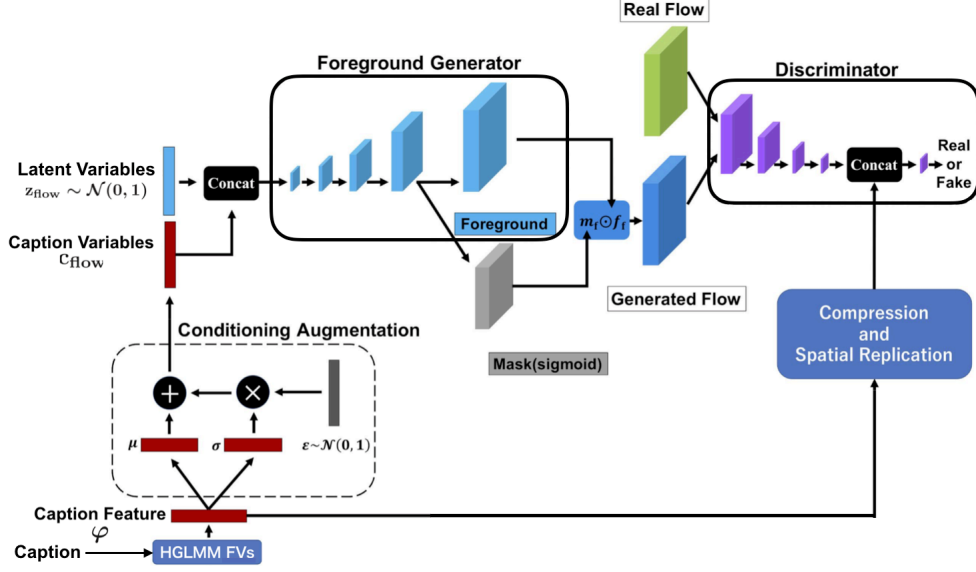 Real Flow
Foreground Generator
Discriminator
Latent Variables
z_flow ∼ 𝒩(0, 1)
Concat
Concat
Real
or
Fake
Caption Variables
c_flow
Foreground
m_f⊙f_f
Generated Flow
Mask(sigmoid)
Compression
and
Spatial Replication
Conditioning Augmentation
+
×
μ
σ
ε~𝒩(0, 1)
Caption Feature
φ
Caption
HGLMM FVs